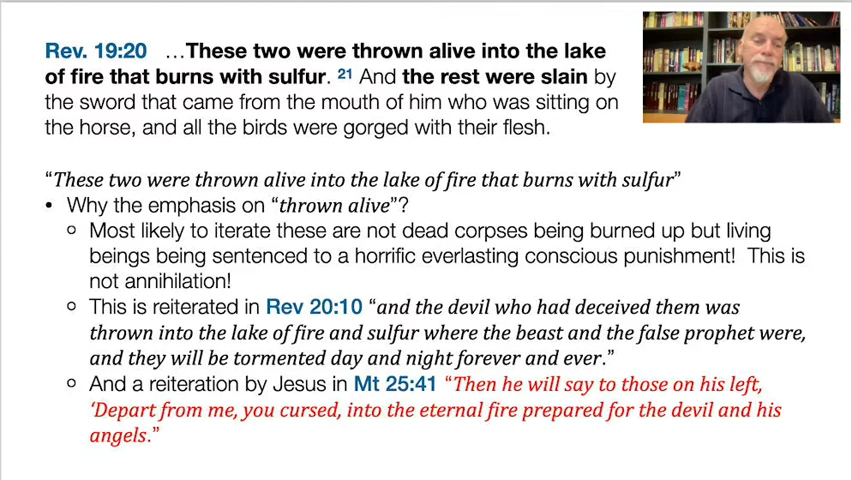 Rev. 19:20 …These two were thrown alive into the lake
of fire that burns with sulfur. 21 And the rest were slain by
the sword that came from the mouth of him who was sitting on
the horse, and all the birds were gorged with their flesh.
“These two were thrown alive into the lake of fire that burns with sulfur”
• Why the emphasis on “thrown alive”?
o Most likely to iterate these are not dead corpses being burned up but living
beings being sentenced to a horrific everlasting conscious punishment! This is
not annihilation!
o This is reiterated in Rev 20:10 “and the devil who had deceived them was
thrown into the lake of fire and sulfur where the beast and the false prophet were,
and they will be tormented day and night forever and ever.”
o And a reiteration by Jesus in Mt 25:41 “Then he will say to those on his left,
‘Depart from me, you cursed, into the eternal fire prepared for the devil and his
angels.”